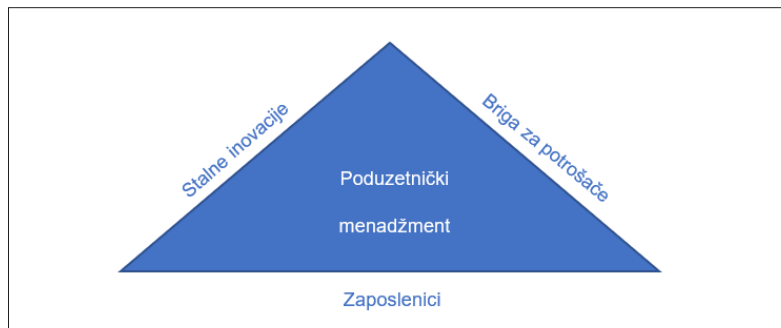 Stalne inovacije
Briga za potrošače
Poduzetnički
menadžment
Zaposlenici